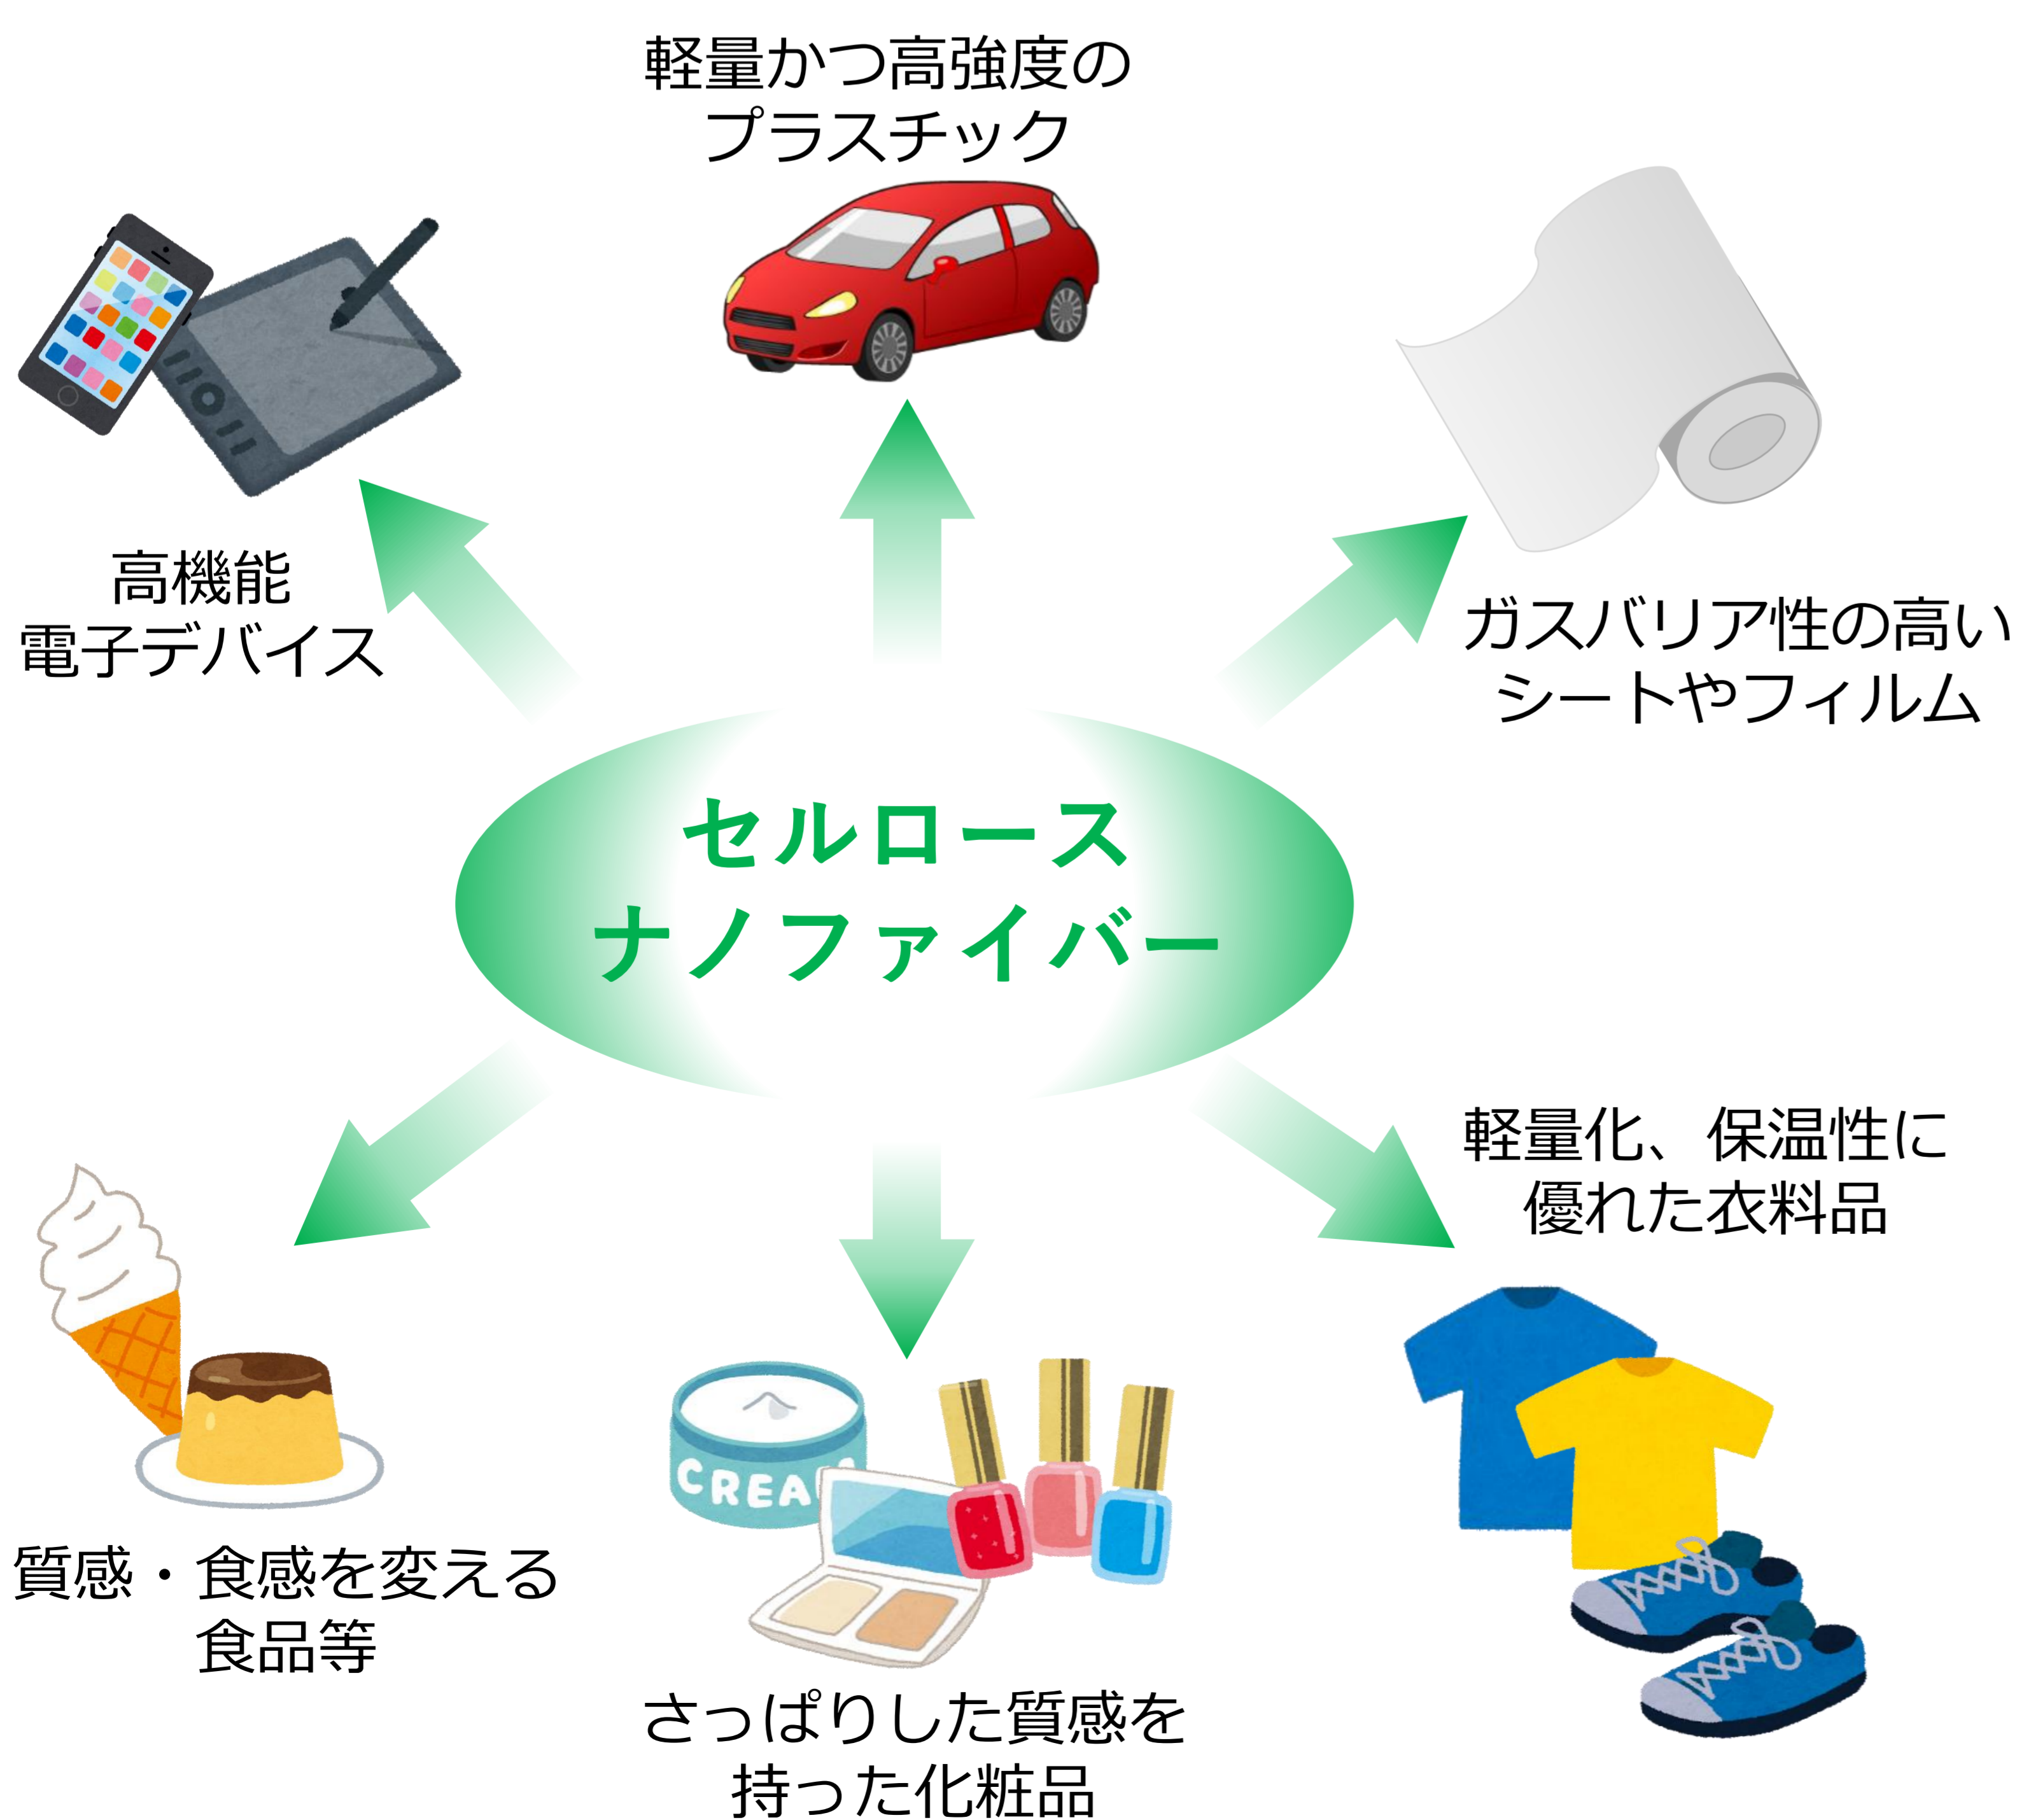 軽量かつ高強度の
プラスチック
高機能
電子デバイス
ガスバリア性の高い
シートやフィルム
セルロース
ナノファイバー
軽量化、保温性に
優れた衣料品
CREA
質感・食感を変える
食品等
さっぱりした質感を
持った化粧品